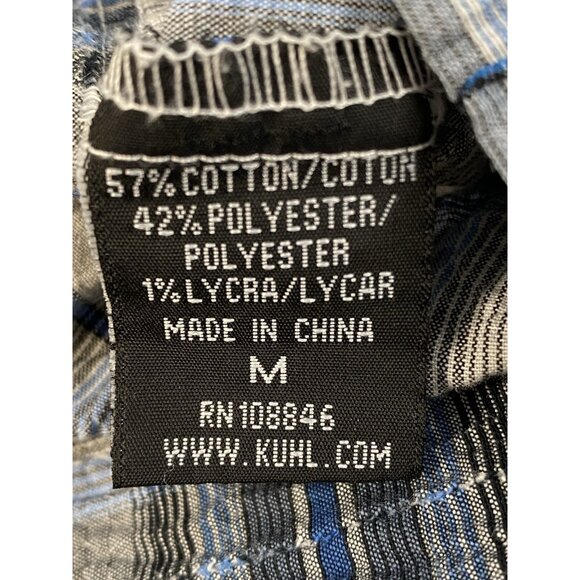 57% COTTON/COTON
42% POLYESTER/
POLYESTER
1% LYCRA/LYCAR
MADE IN CHINA
M
RN108846
WWW.KUHL.COM